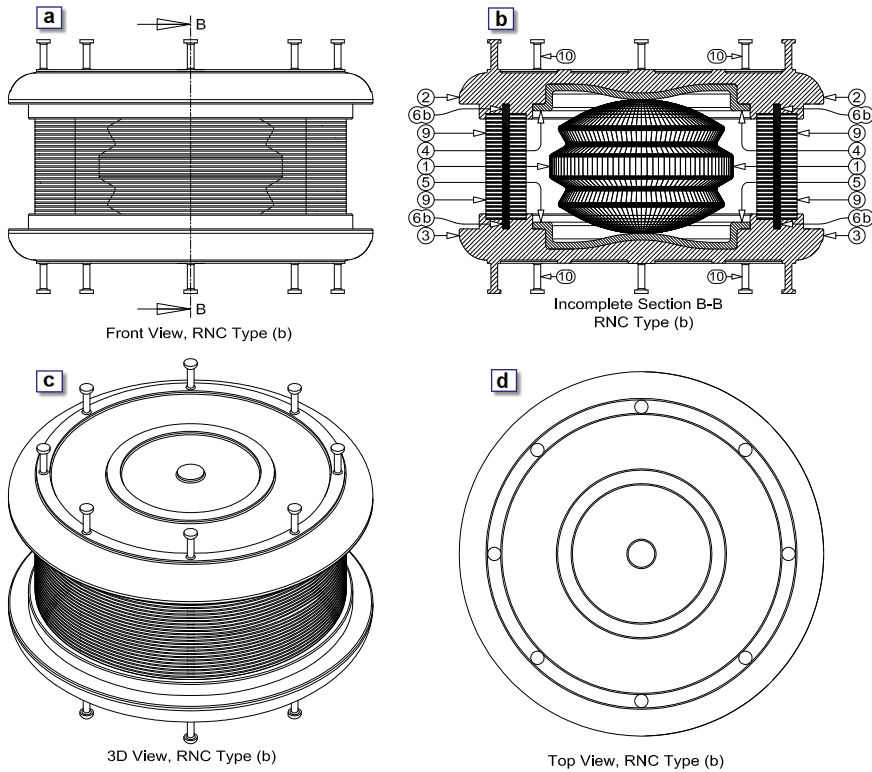 a
B
B
Front View, RNC Type (b)
b
10 10
2 2
6b 6b
9 9
4 4
1 1
5 5
9 9
6b 6b
3 3
10 10
Incomplete Section B-B
RNC Type (b)
c
3D View, RNC Type (b)
d
Top View, RNC Type (b)